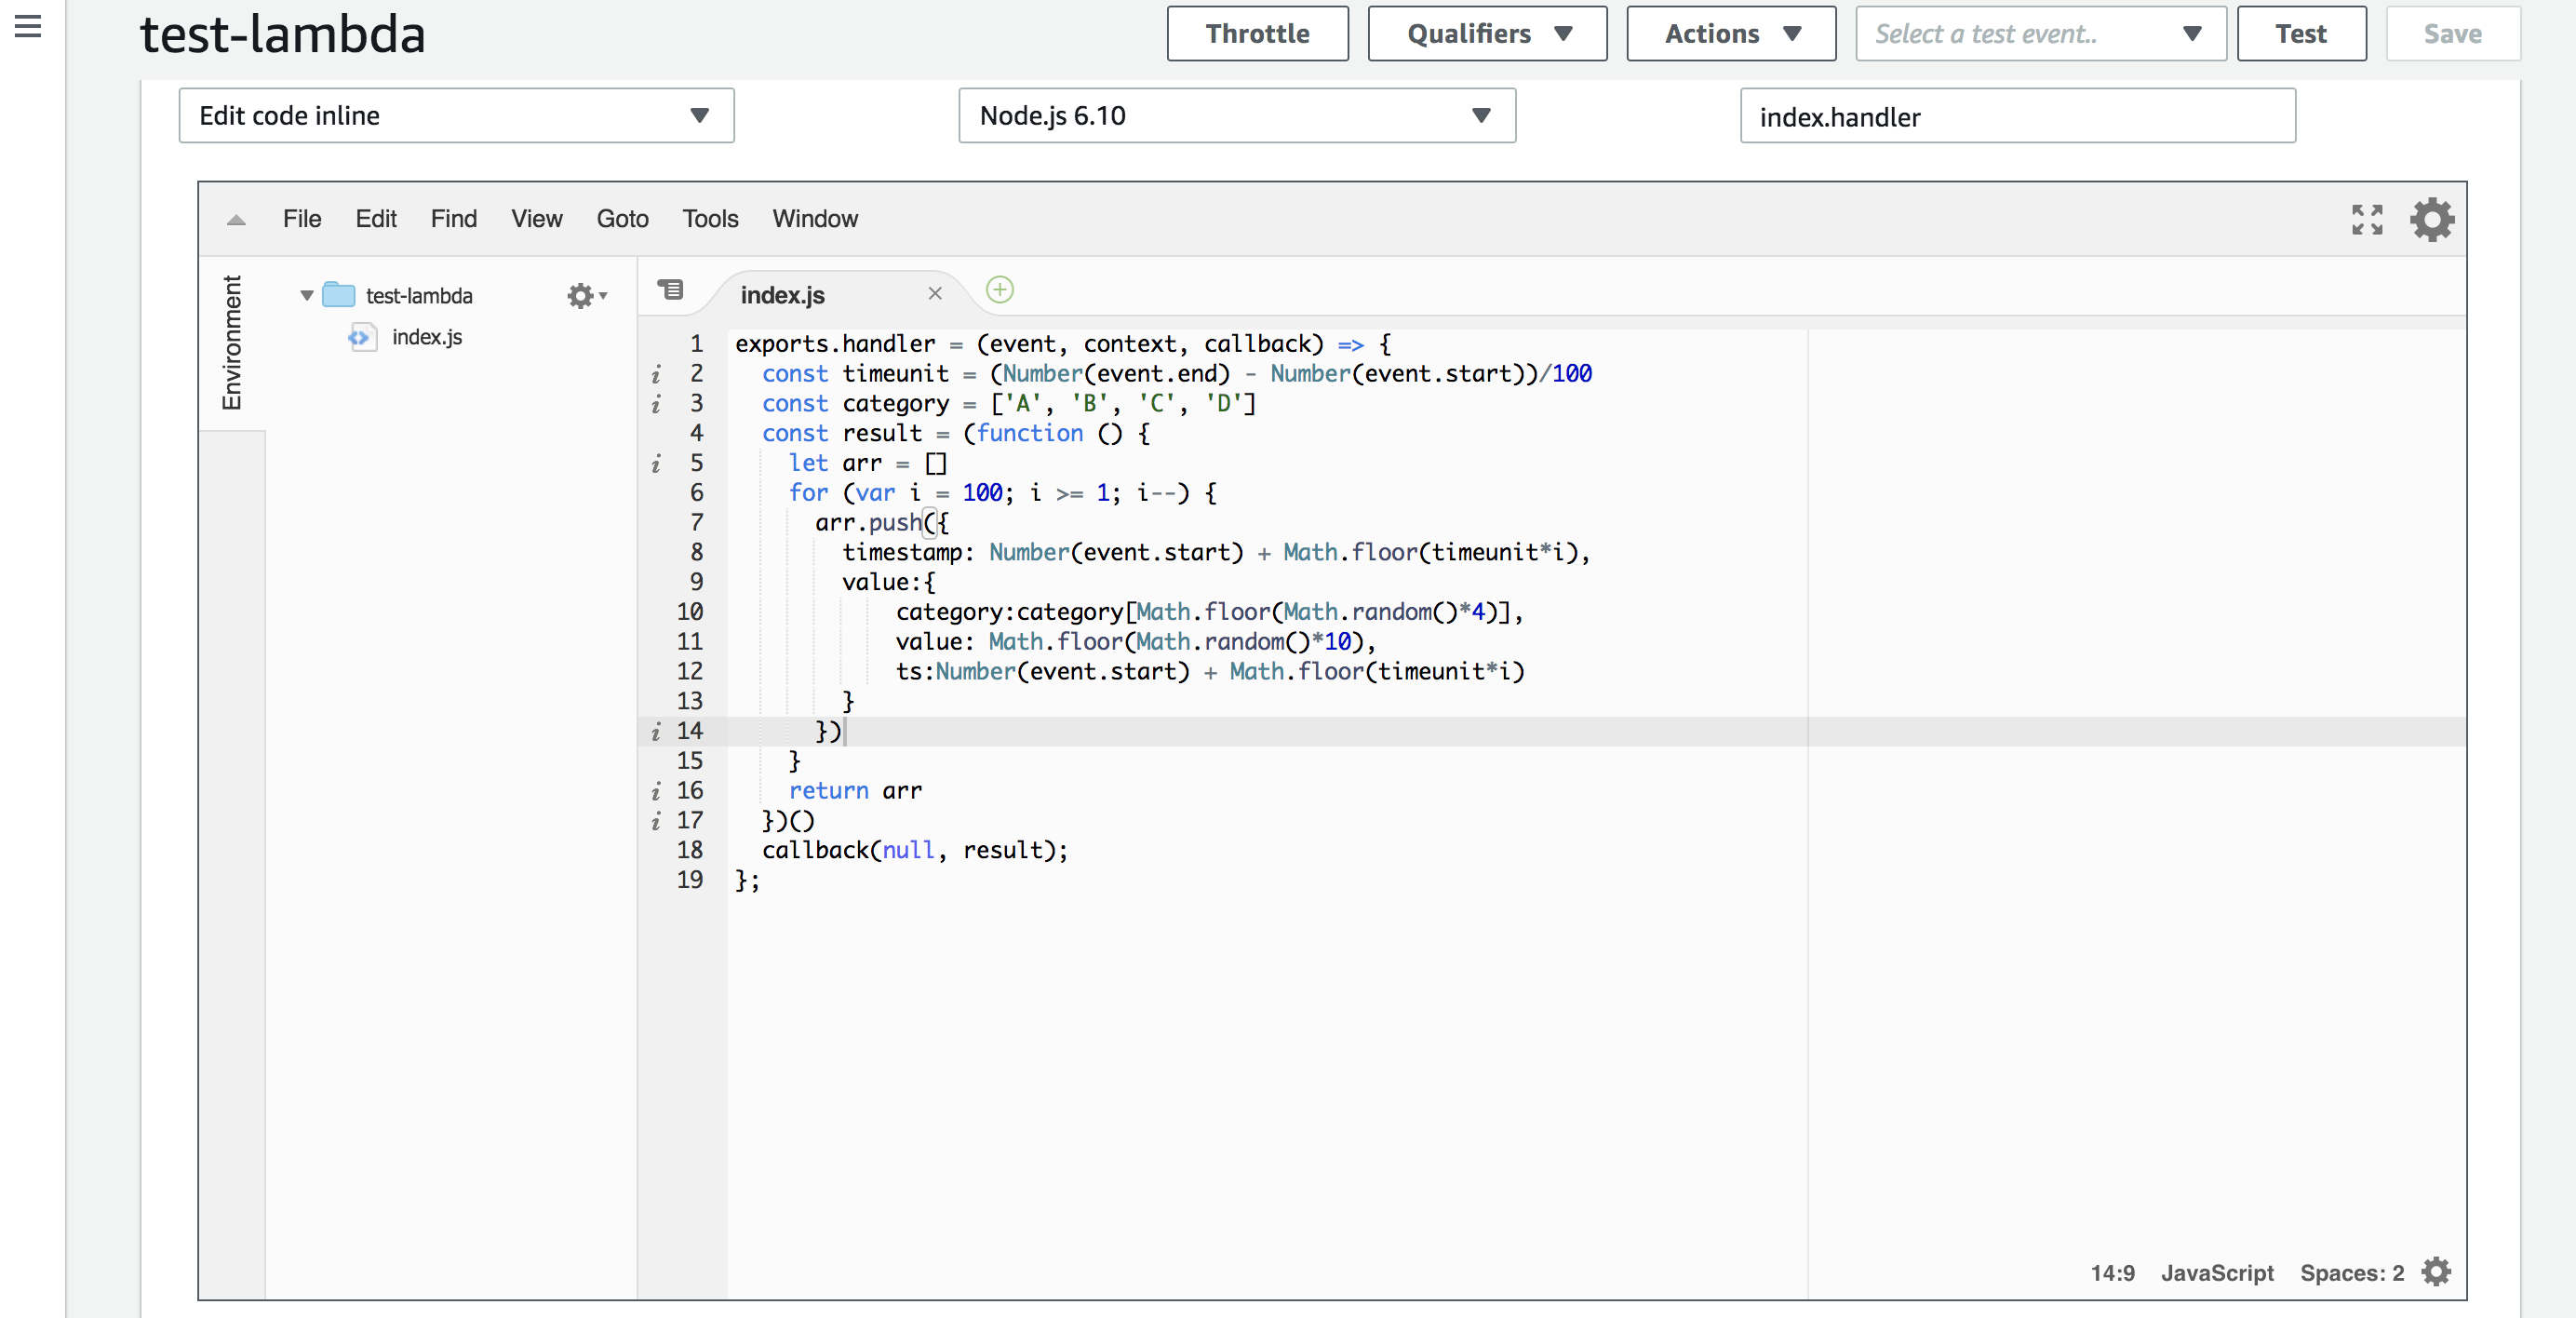 test-lambda
Throttle
Qualifiers
Actions
Select a test event..
Test
Save
Edit code inline
Node.js 6.10
index.handler
File Edit Find View Goto Tools Window
Environment
test-lambda
index.js
index.js
1 exports.handler = (event, context, callback) => {
i 2   const timeunit = (Number(event.end) - Number(event.start))/100
i 3   const category = ['A', 'B', 'C', 'D']
4   const result = (function () {
i 5     let arr = []
6     for (var i = 100; i >= 1; i--) {
7       arr.push({
8         timestamp: Number(event.start) + Math.floor(timeunit*i),
9         value:{
10             category:category[Math.floor(Math.random()*4)],
11             value: Math.floor(Math.random()*10),
12             ts:Number(event.start) + Math.floor(timeunit*i)
13         }
i 14       })
15     }
i 16     return arr
i 17   })()
18   callback(null, result);
19 };
14:9 JavaScript Spaces: 2